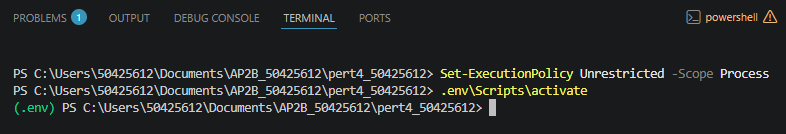 PROBLEMS 1 OUTPUT DEBUG CONSOLE TERMINAL PORTS powershell
PS C:\Users\50425612\Documents\AP2B_50425612\pert4_50425612> Set-ExecutionPolicy Unrestricted -Scope Process
PS C:\Users\50425612\Documents\AP2B_50425612\pert4_50425612> .env\Scripts\activate
(.env) PS C:\Users\50425612\Documents\AP2B_50425612\pert4_50425612>